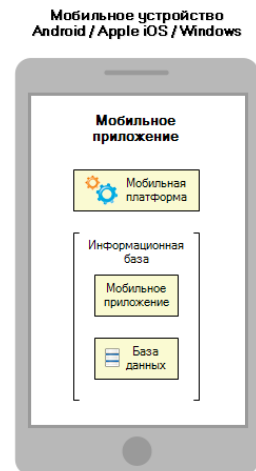 Мобильное устройство
Android / Apple iOS / Windows
Мобильное
приложение
Мобильная
платформа
Информационная
база
Мобильное
приложение
База
данных